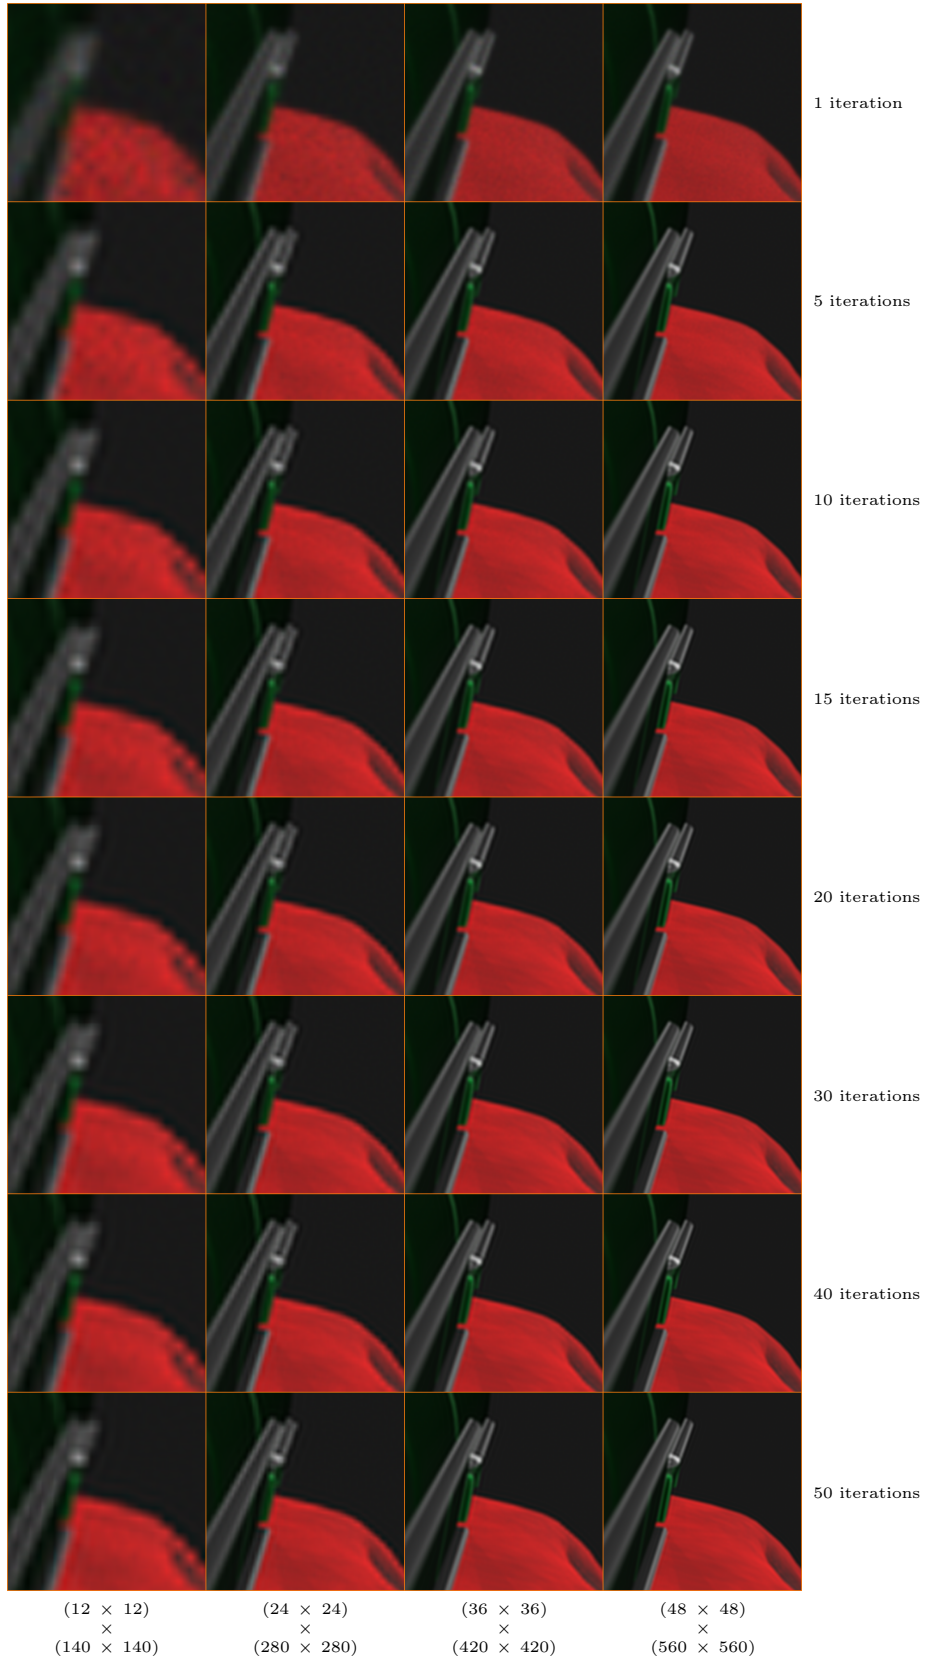 1 iteration
5 iterations
10 iterations
15 iterations
20 iterations
30 iterations
40 iterations
50 iterations
(12 × 12) (24 × 24) (36 × 36) (48 × 48)
× × × ×
(140 × 140) (280 × 280) (420 × 420) (560 × 560)